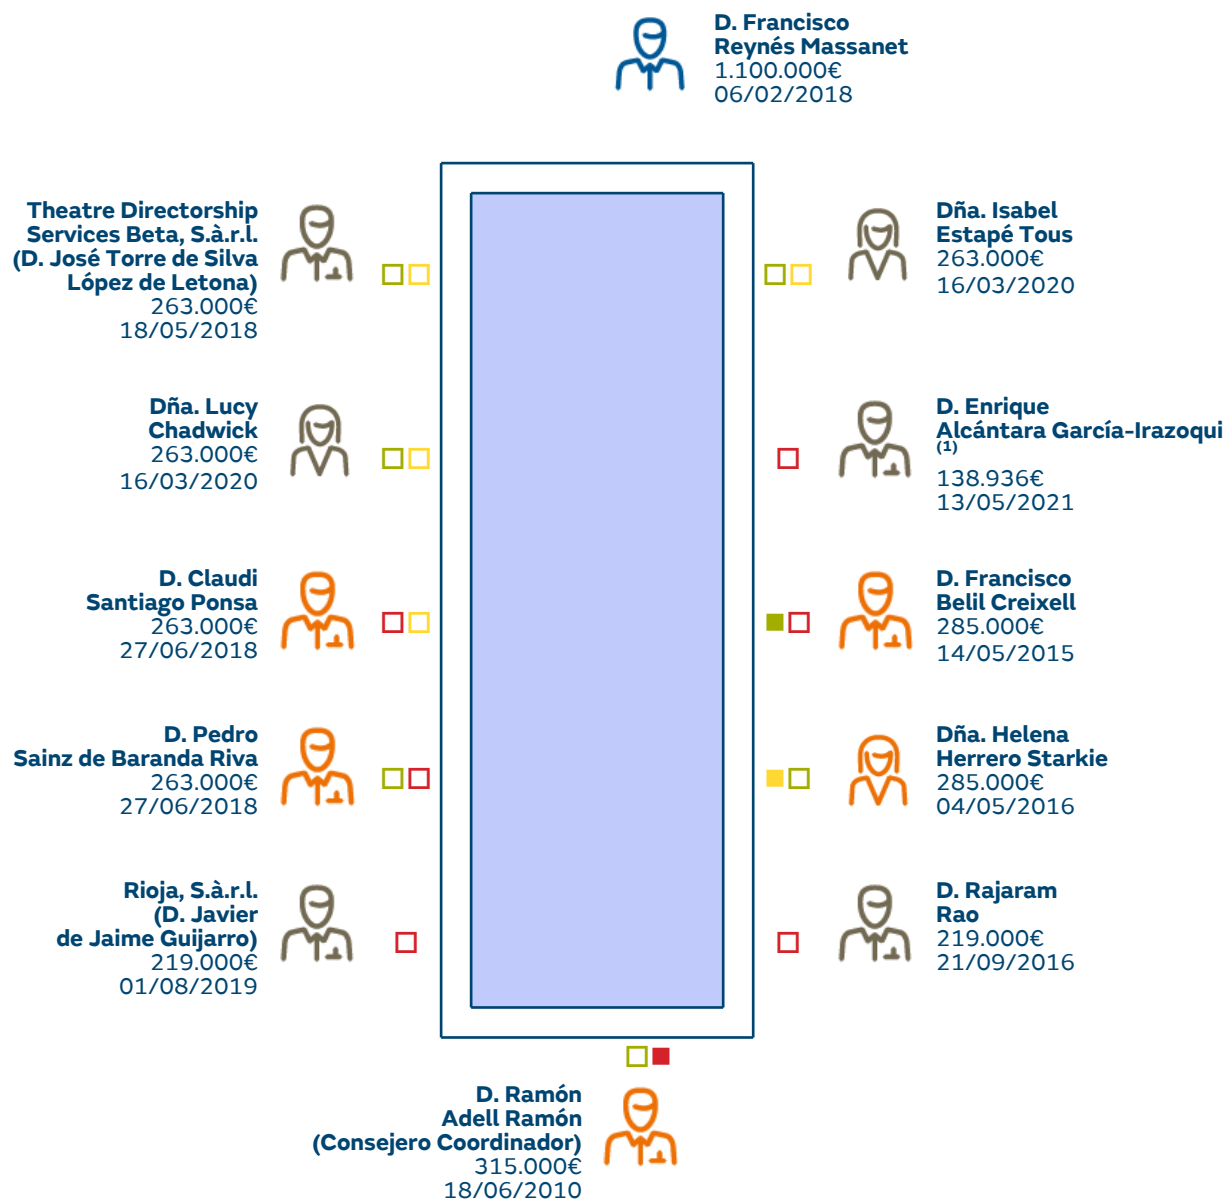 D. Francisco
Reynés Massanet
1.100.000€
06/02/2018
Theatre Directorship
Services Beta, S.à.r.l.
(D. José Torre de Silva
López de Letona)
263.000€
18/05/2018
Dña. Isabel
Estapé Tous
263.000€
16/03/2020
Dña. Lucy
Chadwick
263.000€
16/03/2020
D. Enrique
Alcántara García-Irazoqui
(1)
138.936€
13/05/2021
D. Claudi
Santiago Ponsa
263.000€
27/06/2018
D. Francisco
Belil Creixell
285.000€
14/05/2015
D. Pedro
Sainz de Baranda Riva
263.000€
27/06/2018
Dña. Helena
Herrero Starkie
285.000€
04/05/2016
Rioja, S.à.r.l.
(D. Javier
de Jaime Guijarro)
219.000€
01/08/2019
D. Rajaram
Rao
219.000€
21/09/2016
D. Ramón
Adell Ramón
(Consejero Coordinador)
315.000€
18/06/2010